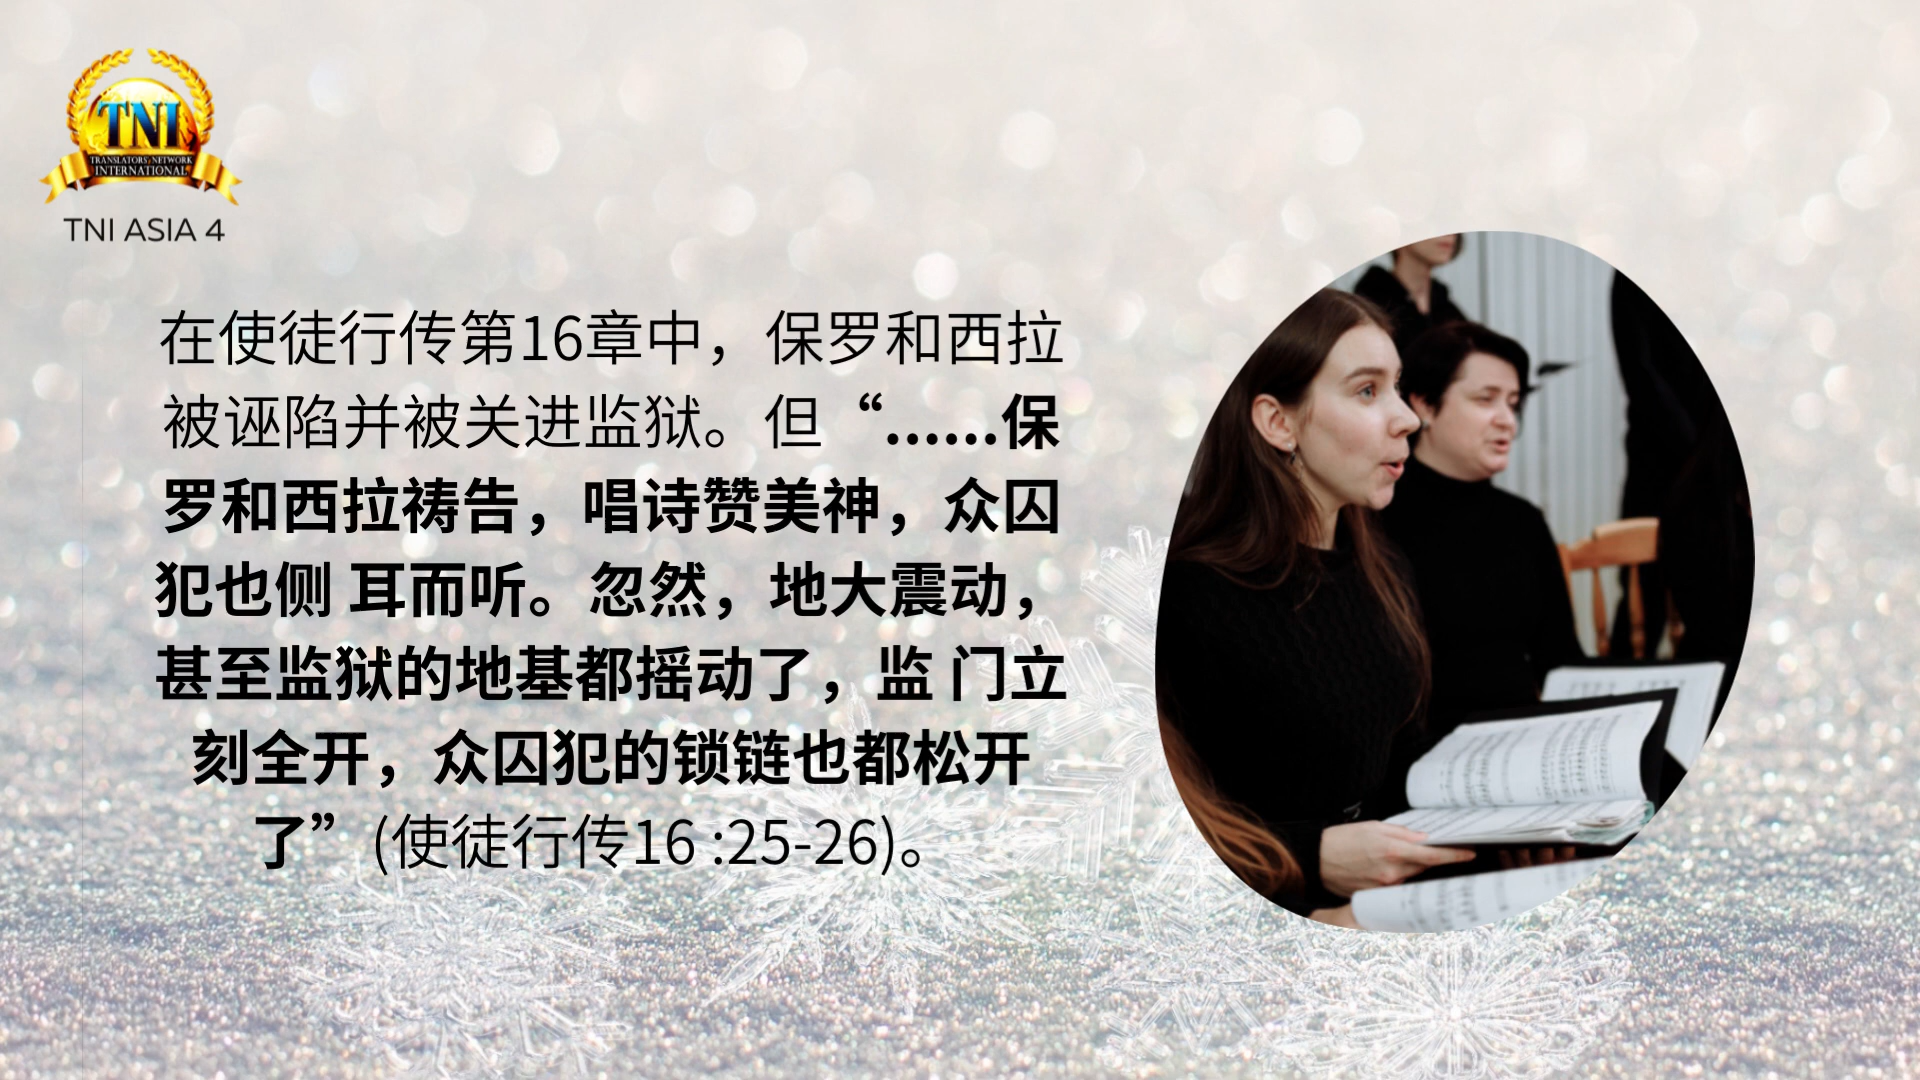 TNI
TRANSLATORS' NETWORK
INTERNATIONAL
TNI ASIA 4
在使徒行传第16章中，保罗和西拉
被诬陷并被关进监狱。但“……保
罗和西拉祷告，唱诗赞美神，众囚
犯也侧 耳而听。忽然，地大震动，
甚至监狱的地基都摇动了，监 门立
刻全开，众囚犯的锁链也都松开
了”(使徒行传16 :25-26)。